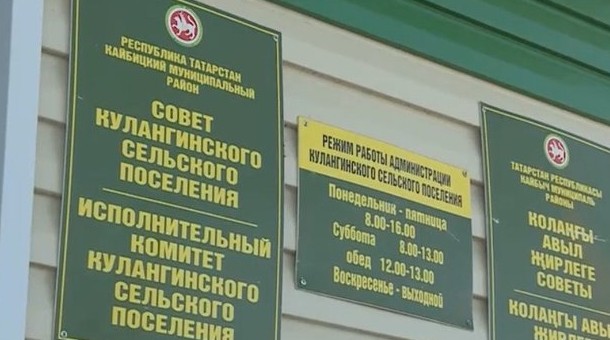 РЕСПУБЛИКА ТАТАРСТАН
КАЙБИЦКИЙ МУНИЦИПАЛЬНЫЙ
РАЙОН
СОВЕТ
КУЛАНГИНСКОГО
СЕЛЬСКОГО
ПОСЕЛЕНИЯ
ИСПОЛНИТЕЛЬНЫЙ
КОМИТЕТ
КУЛАНГИНСКОГО
СЕЛЬСКОГО
ПОСЕЛЕНИЯ
РЕЖИМ РАБОТЫ АДМИНИСТРАЦИИ
КУЛАНГИНСКОГО СЕЛЬСКОГО ПОСЕЛЕНИЯ
Понедельник - пятница
8.00-16.00
Суббота 8.00-13.00
обед 12.00-13.00
Воскресенье - выходной
ТАТАРСТАН РЕСПУБЛИКАСЫ
КАЙБЫЧ МУНИЦИПАЛЬ
РАЙОНЫ
КОЛАҢГЫ
АВЫЛ
ҖИРЛЕГЕ
СОВЕТЫ
КОЛАҢГЫ АВЫЛ
ҖИРЛЕГЕ